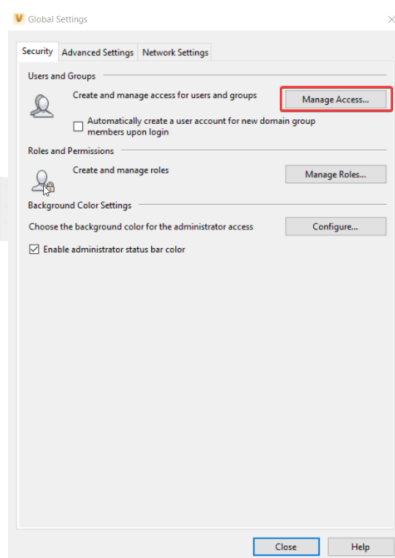 Global Settings
Security Advanced Settings Network Settings
Users and Groups
Create and manage access for users and groups
Manage Access...
Automatically create a user account for new domain group
members upon login
Roles and Permissions
Create and manage roles
Manage Roles...
Background Color Settings
Choose the background color for the administrator access
Configure...
Enable administrator status bar color
Close
Help